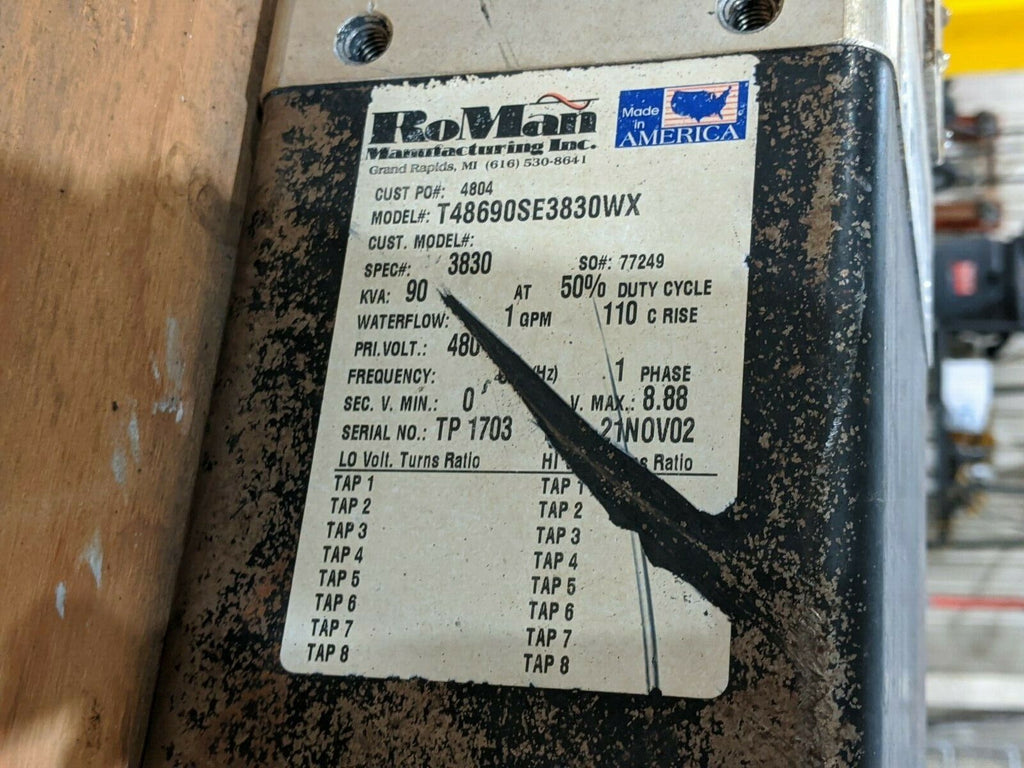 RoMan
Manufacturing Inc.
Made in AMERICA
Grand Rapids, MI (616) 530-8641
CUST PO#: 4804
MODEL#: T48690SE3830WX
CUST. MODEL#:
SPEC#: 3830 SO#: 77249
KVA: 90 AT 50% DUTY CYCLE
WATERFLOW: 1 GPM 110 C RISE
PRI.VOLT.: 480
FREQUENCY: (Hz) 1 PHASE
SEC. V. MIN.: 0 V. MAX.: 8.88
SERIAL NO.: TP 1703 21NOV02
LO Volt. Turns Ratio HI Ratio
TAP 1 TAP 1
TAP 2 TAP 2
TAP 3 TAP 3
TAP 4 TAP 4
TAP 5 TAP 5
TAP 6 TAP 6
TAP 7 TAP 7
TAP 8 TAP 8